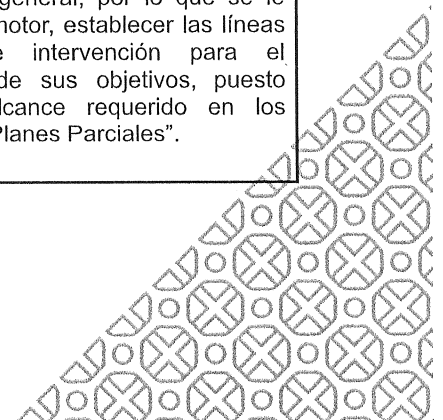 general, por lo que se le
motor, establecer las líneas
intervención para el
de sus objetivos, puesto
alcance requerido en los
Planes Parciales".